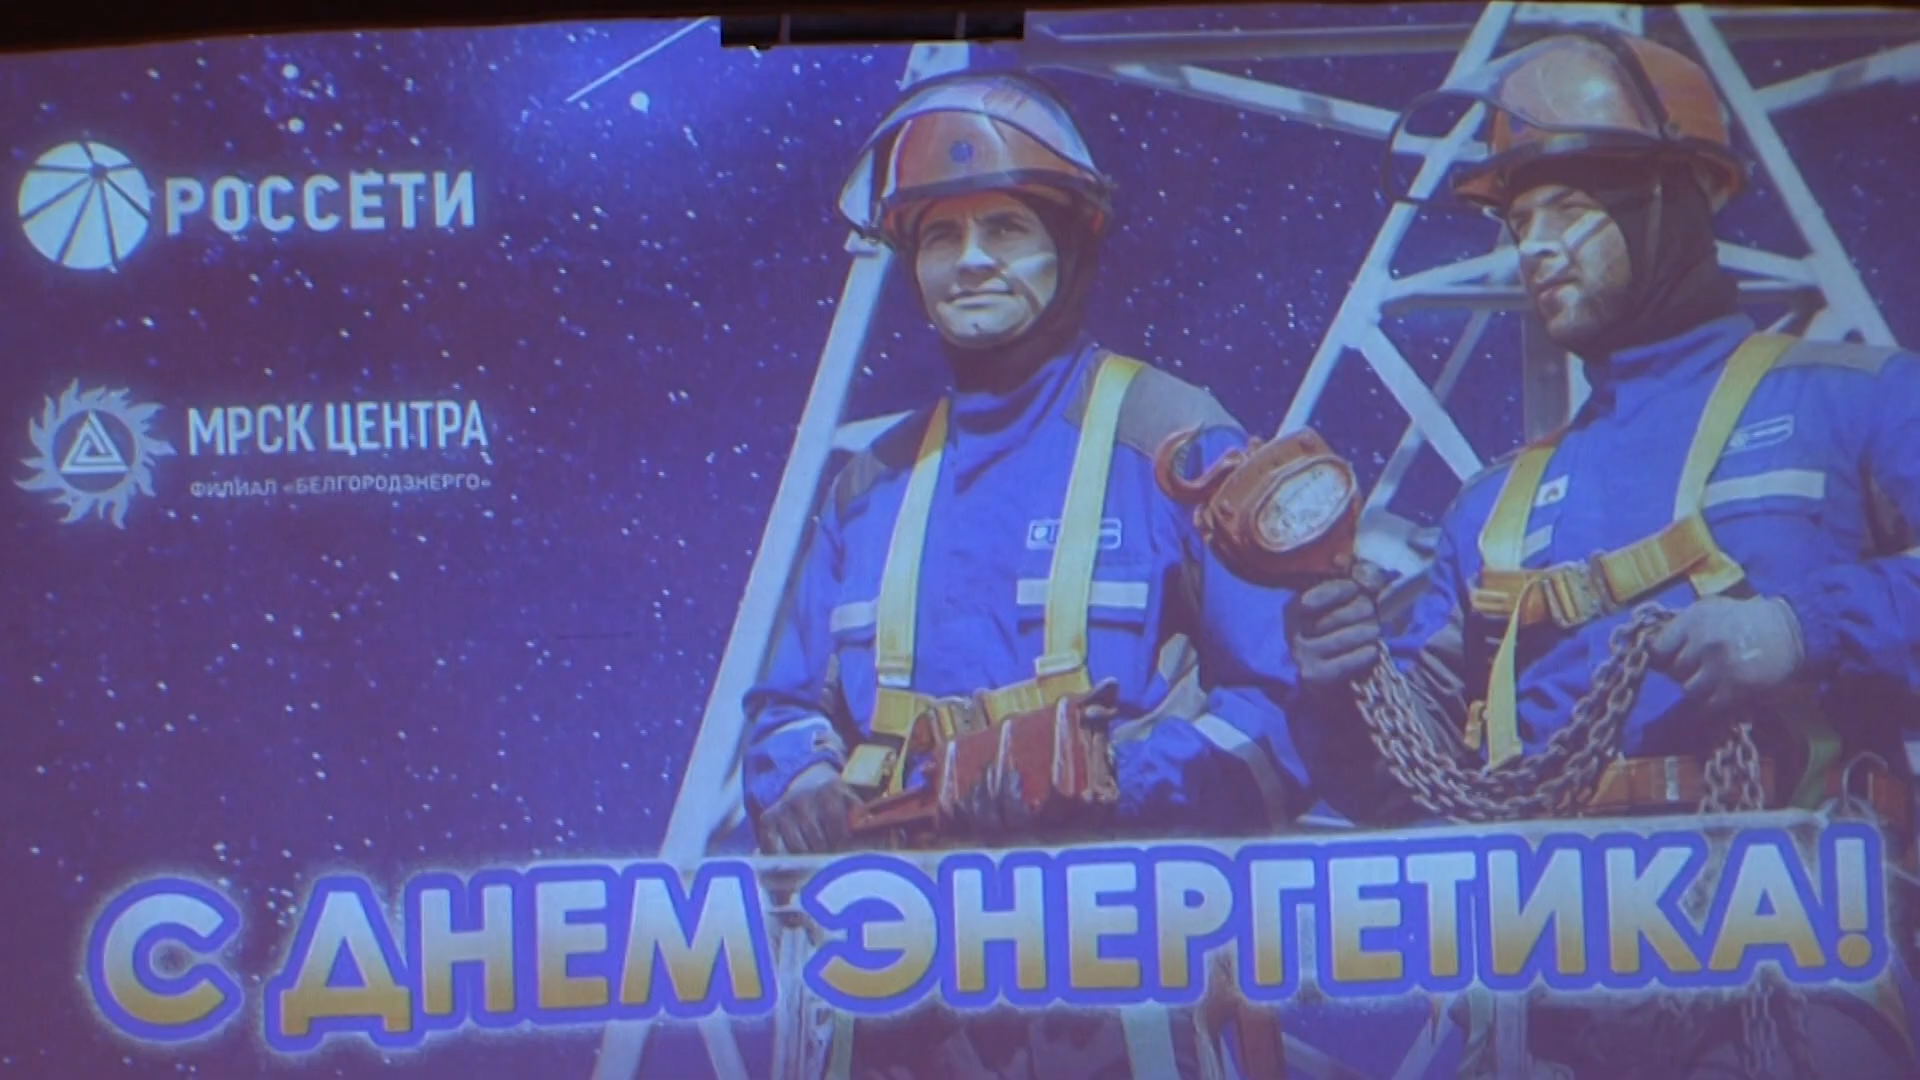 РОССЕТИ
МРСК ЦЕНТРА
ФИЛИАЛ «БЕЛГОРОДЭНЕРГО»
С ДНЕМ ЭНЕРГЕТИКА!